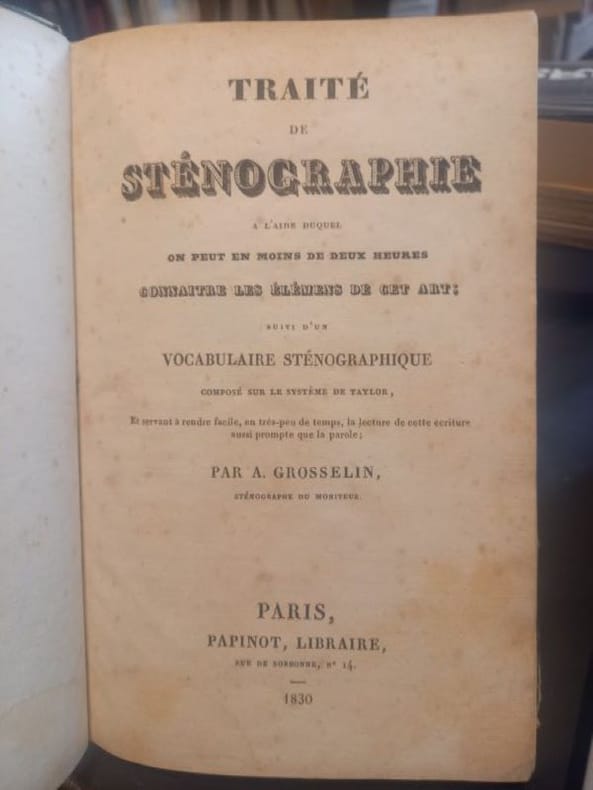 TRAITÉ
DE
STÉNOGRAPHIE
A L'AIDE DUQUEL
ON PEUT EN MOINS DE DEUX HEURES
CONNAITRE LES ÉLÉMENS DE CET ART;
SUIVI D'UN
VOCABULAIRE STÉNOGRAPHIQUE
COMPOSÉ SUR LE SYSTÈME DE TAYLOR,
Et servant à rendre facile, en très-peu de temps, la lecture de cette écriture
aussi prompte que la parole;
PAR A. GROSSELIN,
STÉNOGRAPHE DU MONITEUR.
PARIS,
PAPINOT, LIBRAIRE,
RUE DE SORBONNE, N° 14.
1830